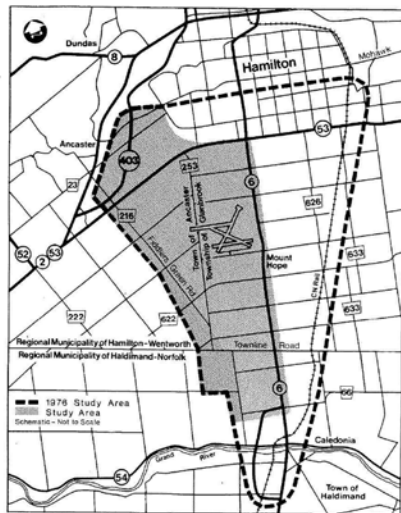 Dundas
8
Hamilton
Mohawk
Ancaster
53
403
23
253
6
216
Town of Ancaster
Township of Glanbrook
626
Fiddlers Green Rd.
52
2
53
Mount
Hope
633
CN Rail
633
222
622
Regional Municipality of Hamilton-Wentworth
Townline Road
Regional Municipality of Haldimand-Norfolk
6
1976 Study Area
Study Area
Schematic - Not to Scale
66
Caledonia
Grand River
54
Town of
Haldimand